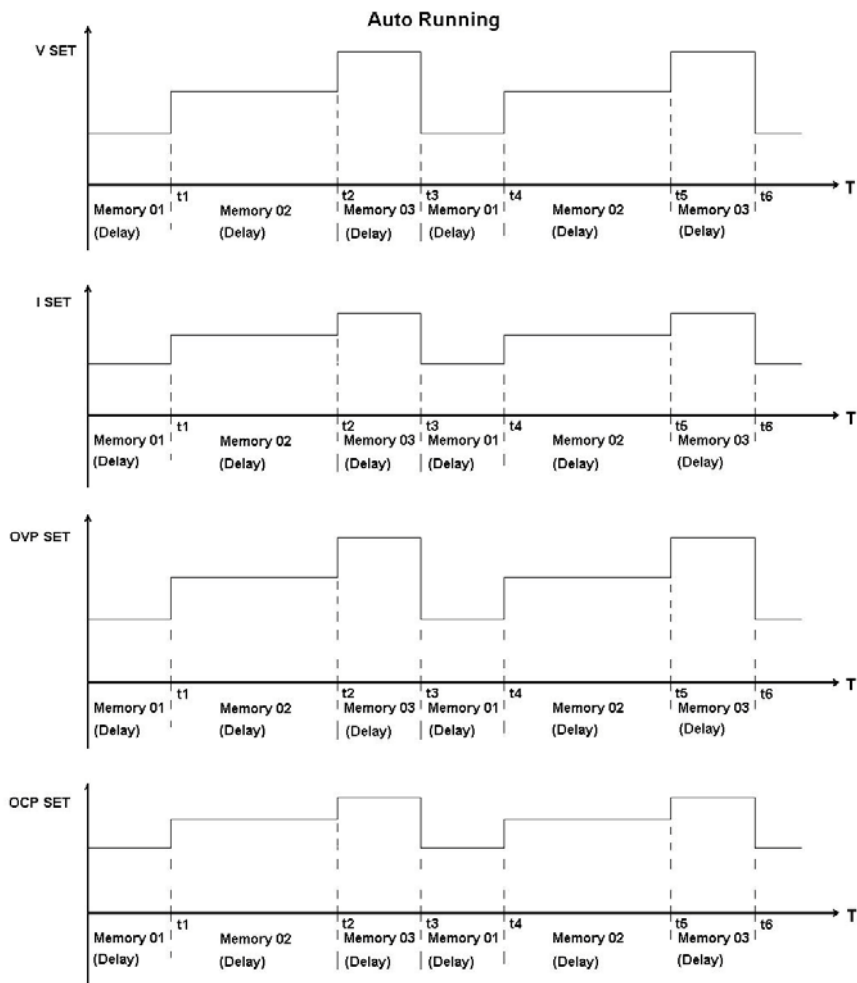 Auto Running
V SET
t1 t2 t3 t4 t5 t6 T
Memory 01 Memory 02 Memory 03 Memory 01 Memory 02 Memory 03
(Delay) (Delay) (Delay) (Delay) (Delay) (Delay)
I SET
t1 t2 t3 t4 t5 t6 T
Memory 01 Memory 02 Memory 03 Memory 01 Memory 02 Memory 03
(Delay) (Delay) (Delay) (Delay) (Delay) (Delay)
OVP SET
t1 t2 t3 t4 t5 t6 T
Memory 01 Memory 02 Memory 03 Memory 01 Memory 02 Memory 03
(Delay) (Delay) (Delay) (Delay) (Delay) (Delay)
OCP SET
t1 t2 t3 t4 t5 t6 T
Memory 01 Memory 02 Memory 03 Memory 01 Memory 02 Memory 03
(Delay) (Delay) (Delay) (Delay) (Delay) (Delay)